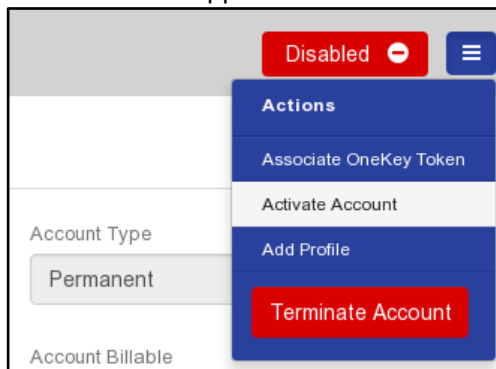 Disabled
Actions
Associate OneKey Token
Activate Account
Account Type
Add Profile
Permanent
Terminate Account
Account Billable